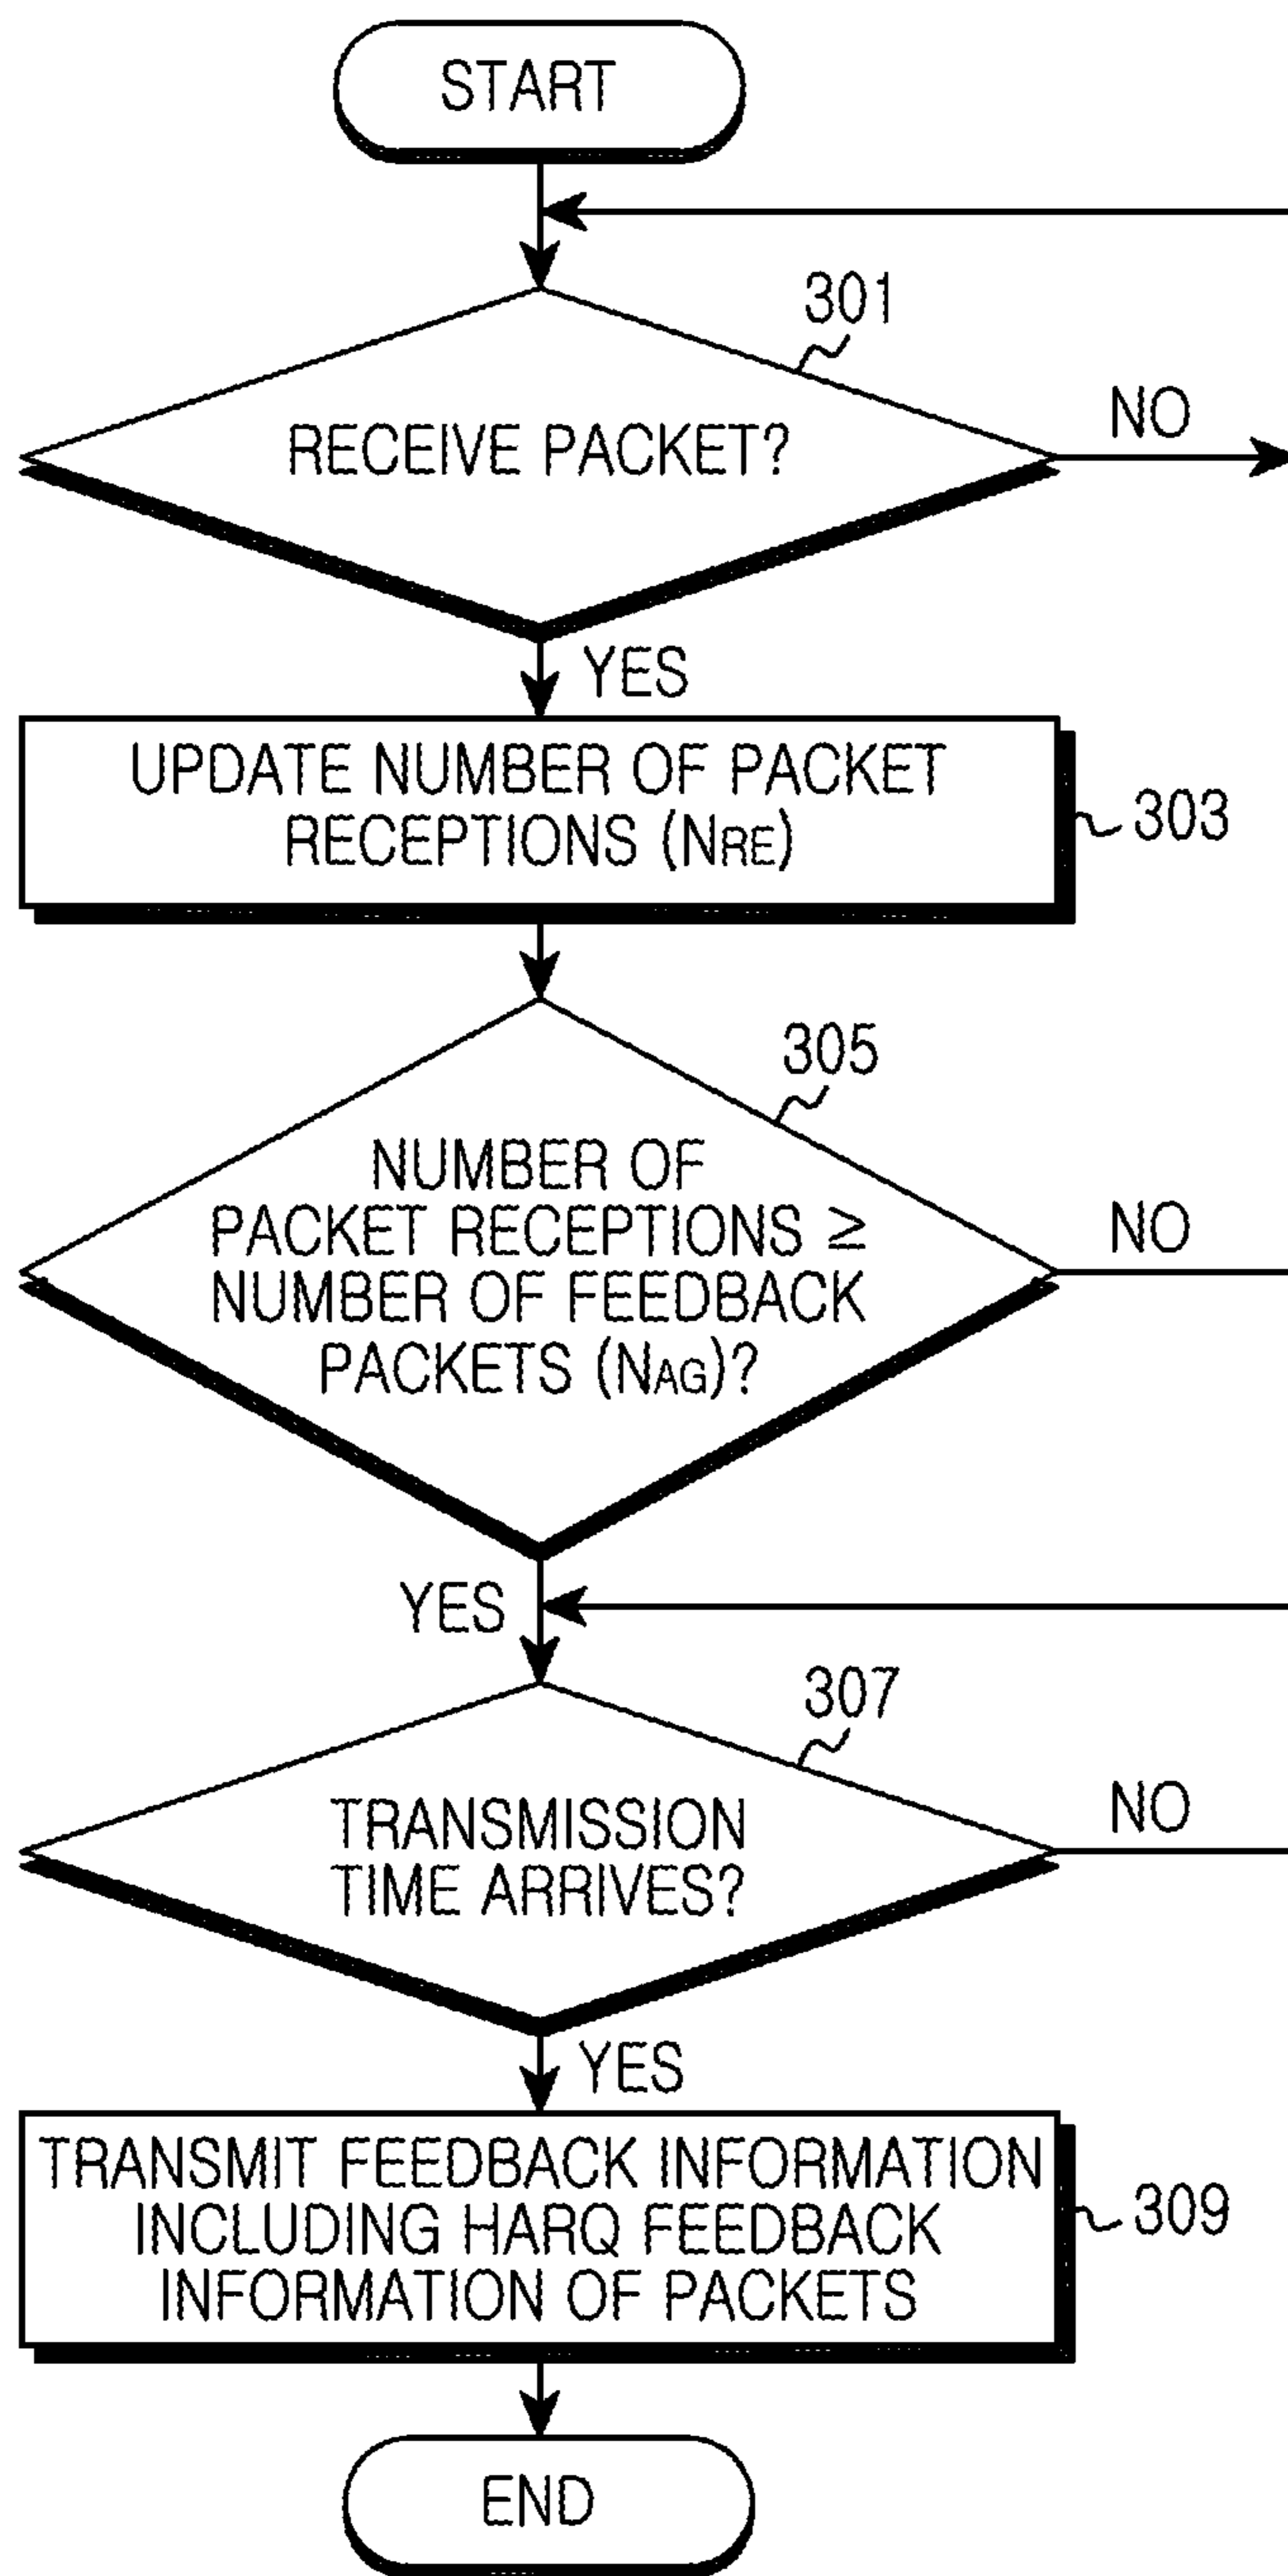 START
301
RECEIVE PACKET?
NO
YES
UPDATE NUMBER OF PACKET
RECEPTIONS (NRE)
303
305
NUMBER OF
PACKET RECEPTIONS ≥
NUMBER OF FEEDBACK
PACKETS (NAG)?
NO
YES
307
TRANSMISSION
TIME ARRIVES?
NO
YES
TRANSMIT FEEDBACK INFORMATION
INCLUDING HARQ FEEDBACK
INFORMATION OF PACKETS
309
END